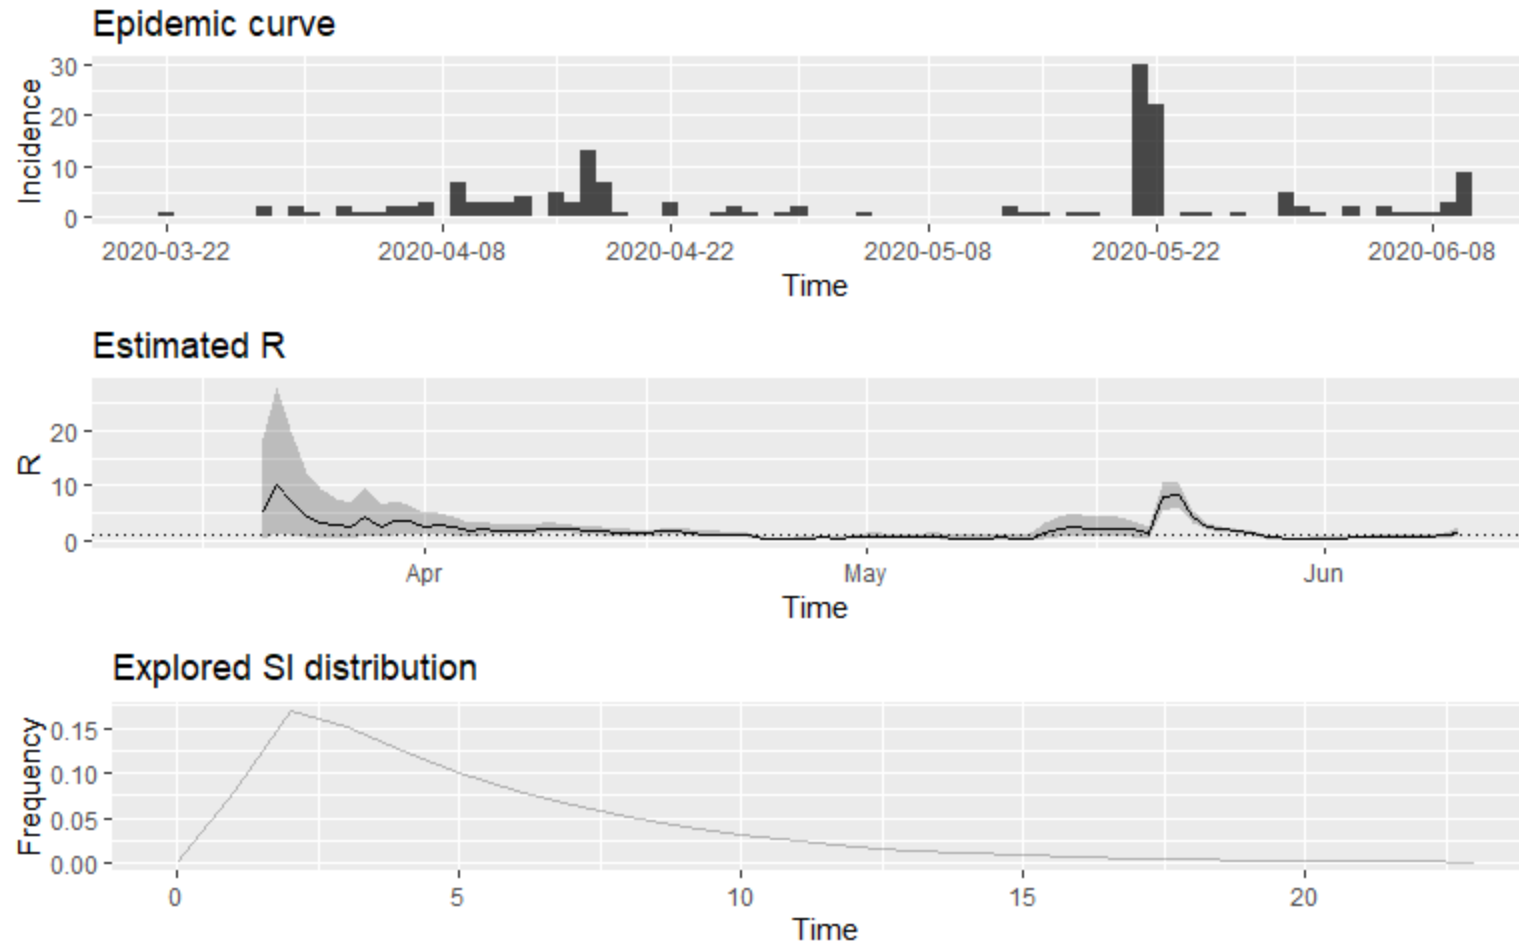 Epidemic curve
Incidence
30
20
10
0
2020-03-22 2020-04-08 2020-04-22 2020-05-08 2020-05-22 2020-06-08
Time
Estimated R
R
20
10
0
Apr May Jun
Time
Explored SI distribution
Frequency
0.15
0.10
0.05
0.00
0 5 10 15 20
Time